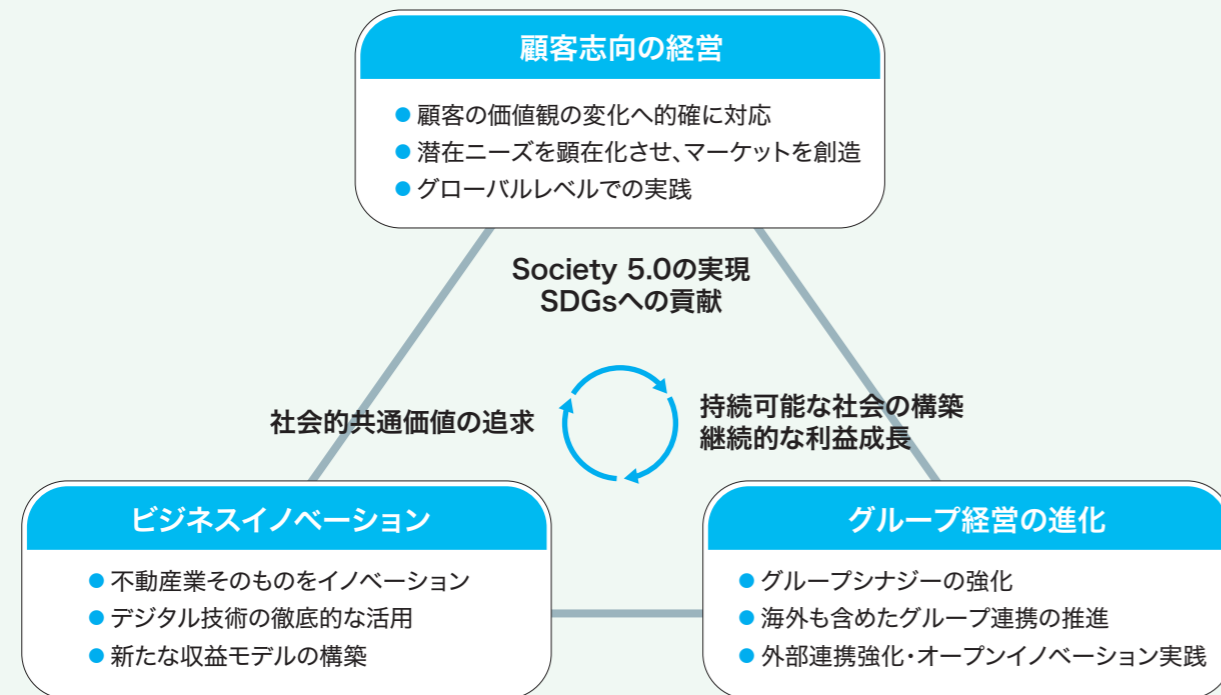 顧客志向の経営
● 顧客の価値観の変化へ的確に対応
● 潜在ニーズを顕在化させ、マーケットを創造
● グローバルレベルでの実践
Society 5.0の実現
SDGsへの貢献
社会的共通価値の追求
持続可能な社会の構築
継続的な利益成長
ビジネスイノベーション
● 不動産業そのものをイノベーション
● デジタル技術の徹底的な活用
● 新たな収益モデルの構築
グループ経営の進化
● グループシナジーの強化
● 海外も含めたグループ連携の推進
● 外部連携強化・オープンイノベーション実践